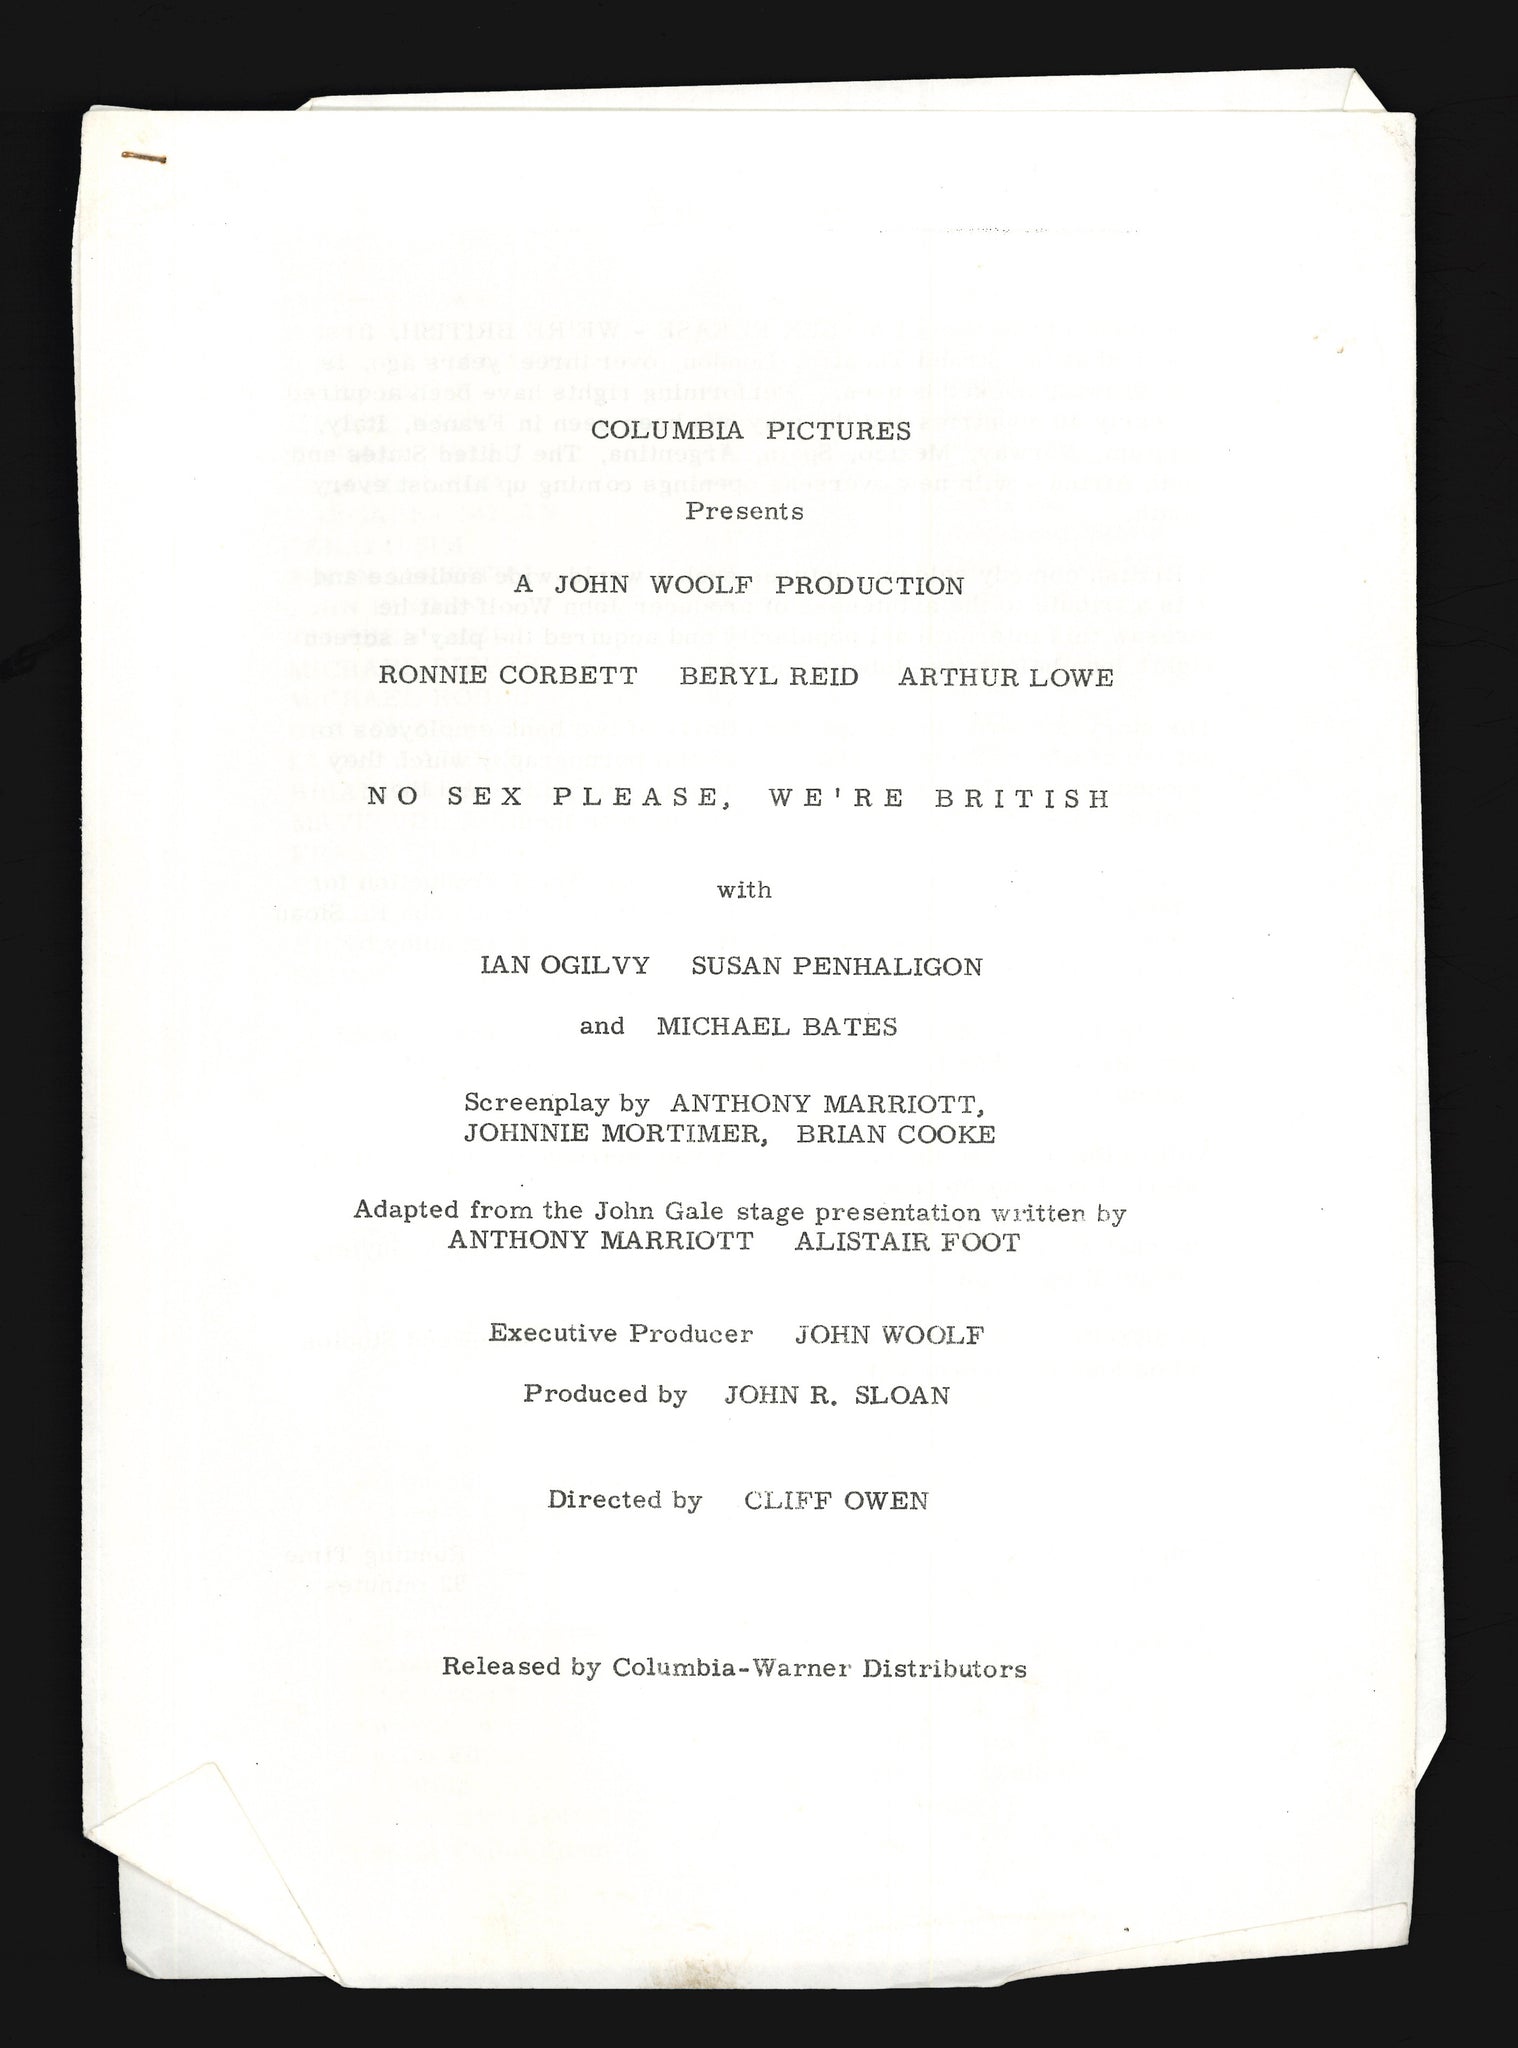 COLUMBIA PICTURES
Presents
A JOHN WOOLF PRODUCTION
RONNIE CORBETT BERYL REID ARTHUR LOWE
NO SEX PLEASE, WE'RE BRITISH
with
IAN OGILVY SUSAN PENHALIGON
and MICHAEL BATES
Screenplay by ANTHONY MARRIOTT,
JOHNNIE MORTIMER, BRIAN COOKE
Adapted from the John Gale stage presentation written by
ANTHONY MARRIOTT ALISTAIR FOOT
Executive Producer JOHN WOOLF
Produced by JOHN R. SLOAN
Directed by CLIFF OWEN
Released by Columbia-Warner Distributors